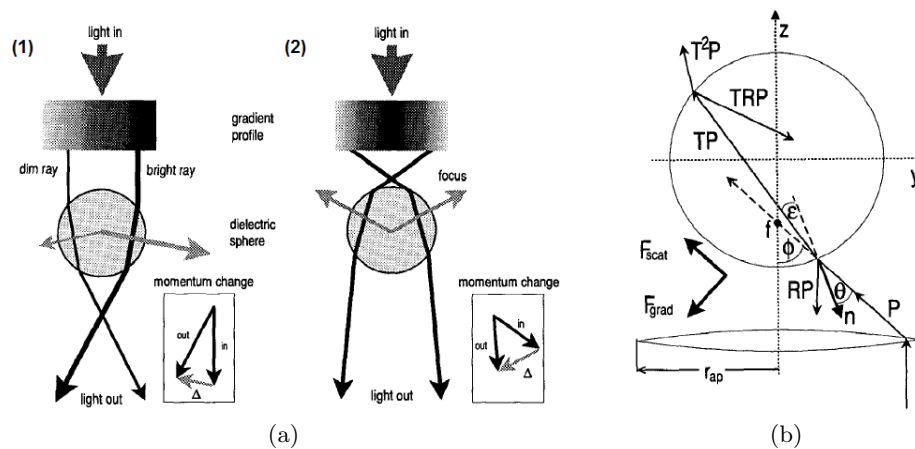 (1)
light in
(2)
light in
gradient
profile
dim ray
bright ray
focus
dielectric
sphere
momentum change
out
in
Δ
light out
momentum change
out
in
Δ
light out
(a)
z
T²P
TRP
TP
y
ε
f
ϕ
F_scat
F_grad
RP
n
θ
P
r_ap
(b)